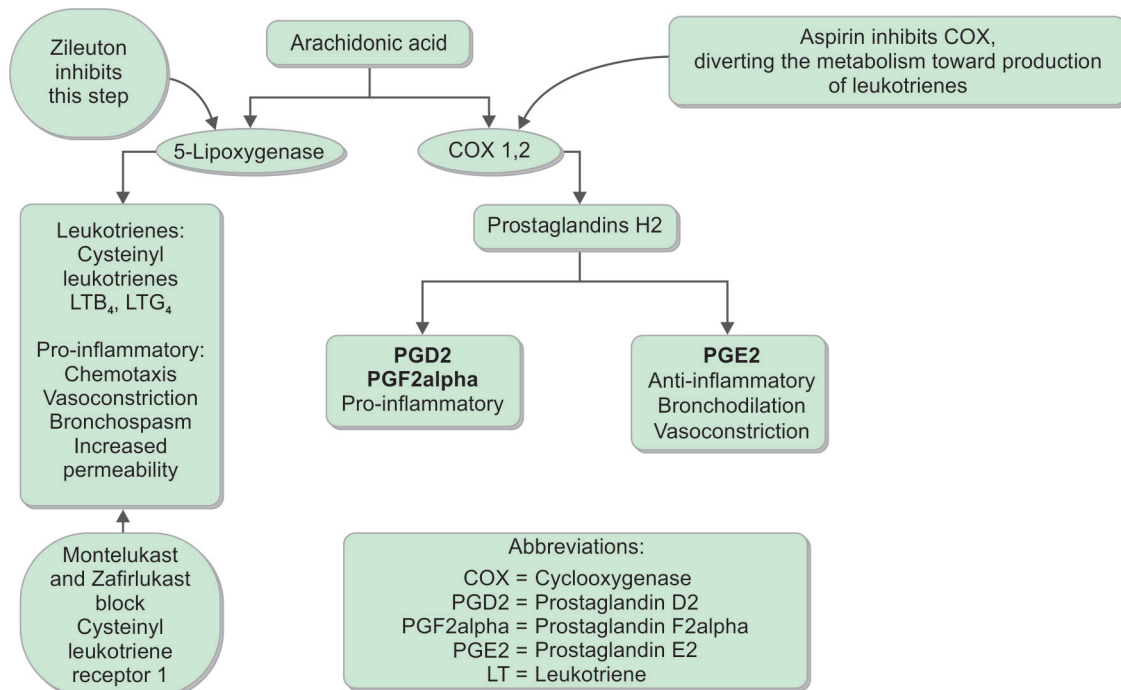 Zileuton
inhibits
this step
Arachidonic acid
Aspirin inhibits COX,
diverting the metabolism toward production
of leukotrienes
5-Lipoxygenase
COX 1,2
Leukotrienes:
Cysteinyl
leukotrienes
LTB₄, LTG₄
Pro-inflammatory:
Chemotaxis
Vasoconstriction
Bronchospasm
Increased
permeability
Prostaglandins H2
PGD2
PGF2alpha
Pro-inflammatory
PGE2
Anti-inflammatory
Bronchodilation
Vasoconstriction
Montelukast
and Zafirlukast
block
Cysteinyl
leukotriene
receptor 1
Abbreviations:
COX = Cyclooxygenase
PGD2 = Prostaglandin D2
PGF2alpha = Prostaglandin F2alpha
PGE2 = Prostaglandin E2
LT = Leukotriene